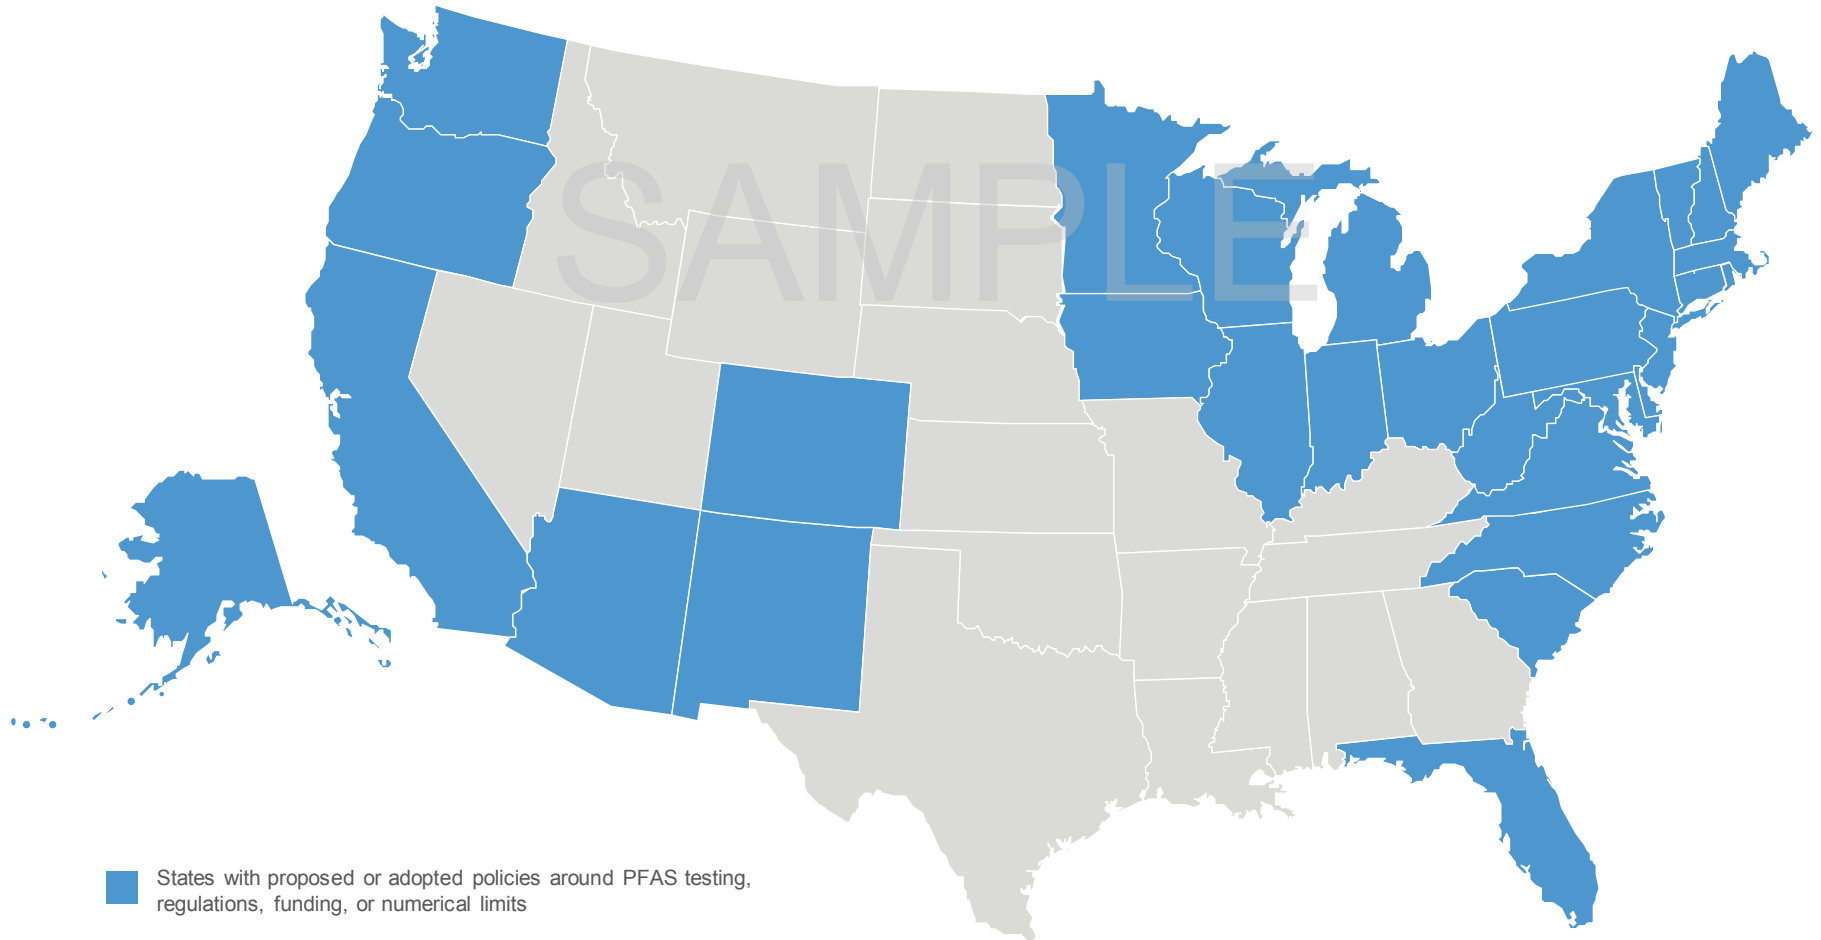 SAMPLE
States with proposed or adopted policies around PFAS testing,
regulations, funding, or numerical limits